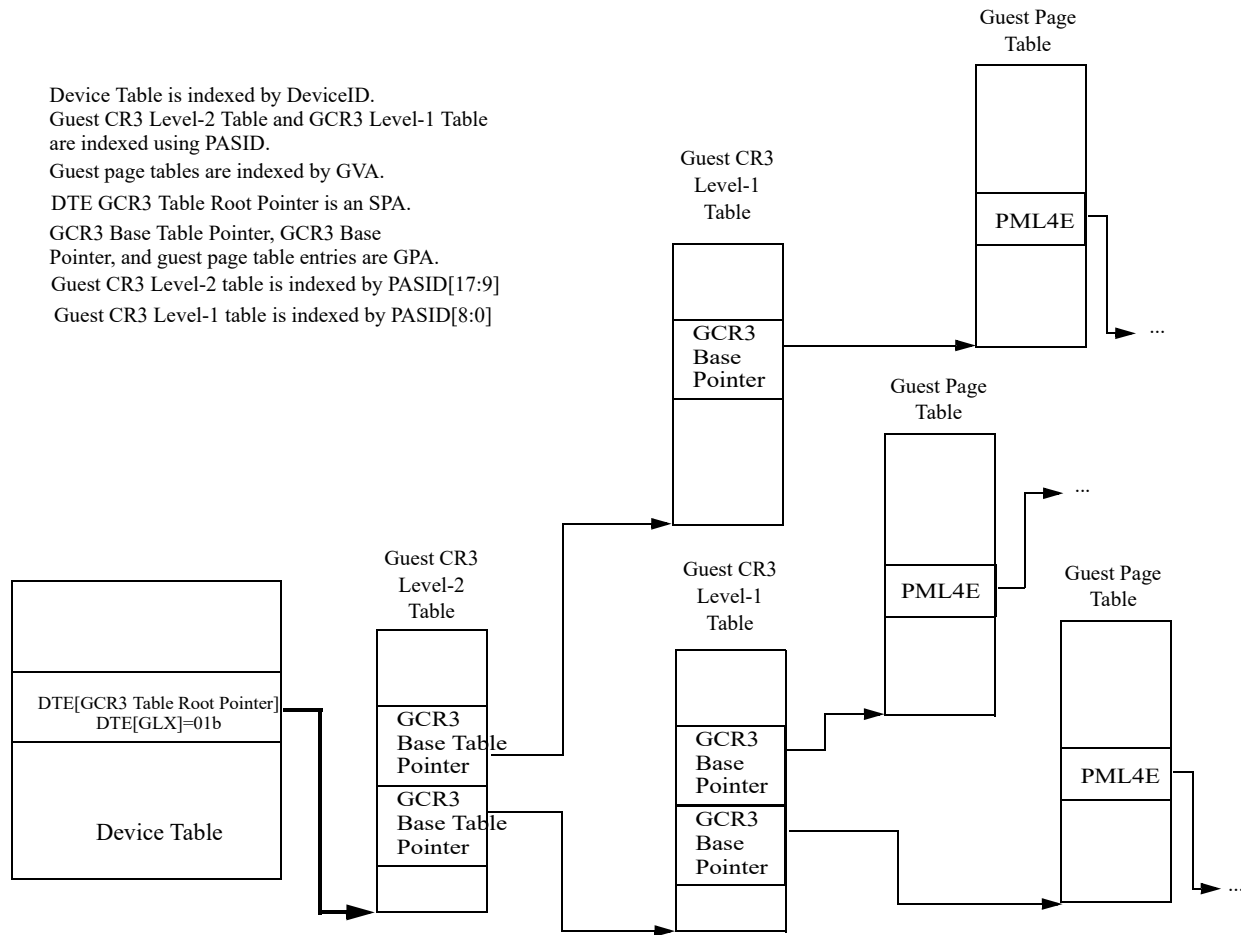 Device Table is indexed by DeviceID.
Guest CR3 Level-2 Table and GCR3 Level-1 Table
are indexed using PASID.
Guest page tables are indexed by GVA.
DTE GCR3 Table Root Pointer is an SPA.
GCR3 Base Table Pointer, GCR3 Base
Pointer, and guest page table entries are GPA.
Guest CR3 Level-2 table is indexed by PASID[17:9]
Guest CR3 Level-1 table is indexed by PASID[8:0]
Guest Page
Table
PML4E
...
Guest CR3
Level-1
Table
GCR3
Base
Pointer
Guest Page
Table
PML4E
...
Guest Page
Table
PML4E
...
Guest CR3
Level-1
Table
GCR3
Base
Pointer
GCR3
Base
Pointer
Guest CR3
Level-2
Table
GCR3
Base Table
Pointer
GCR3
Base Table
Pointer
DTE[GCR3 Table Root Pointer]
DTE[GLX]=01b
Device Table